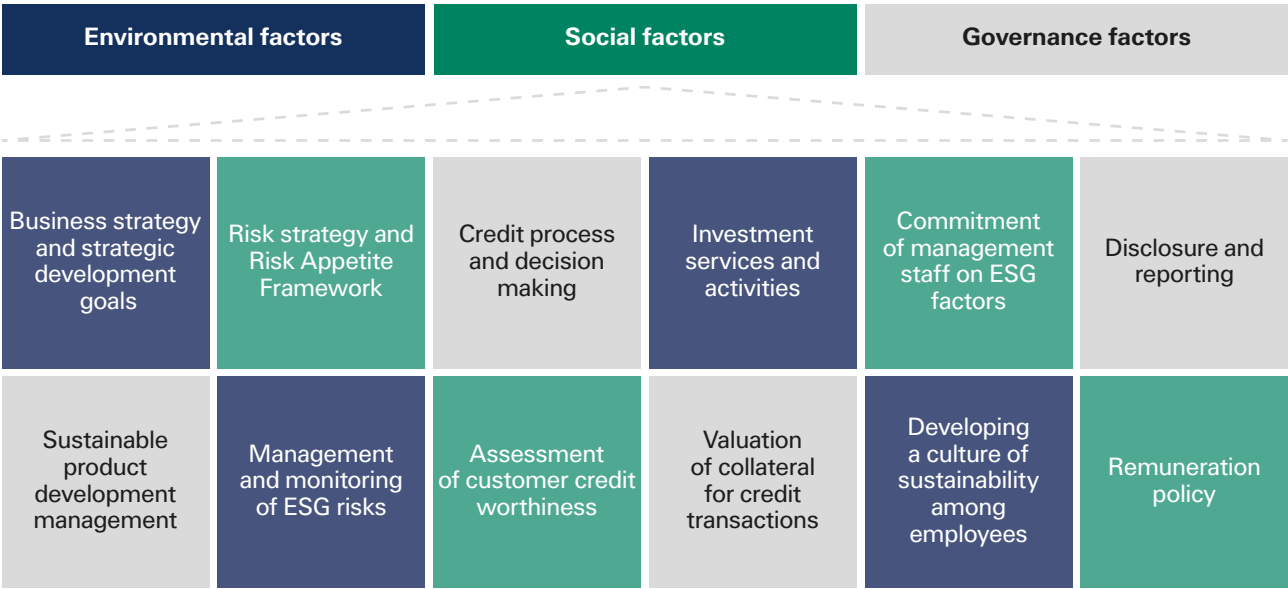 Environmental factors
Social factors
Governance factors
Business strategy
and strategic
development
goals
Risk strategy and
Risk Appetite
Framework
Credit process
and decision
making
Investment
services and
activities
Commitment
of management
staff on ESG
factors
Disclosure and
reporting
Sustainable
product
development
management
Management
and monitoring
of ESG risks
Assessment
of customer credit
worthiness
Valuation
of collateral
for credit
transactions
Developing
a culture of
sustainability
among
employees
Remuneration
policy